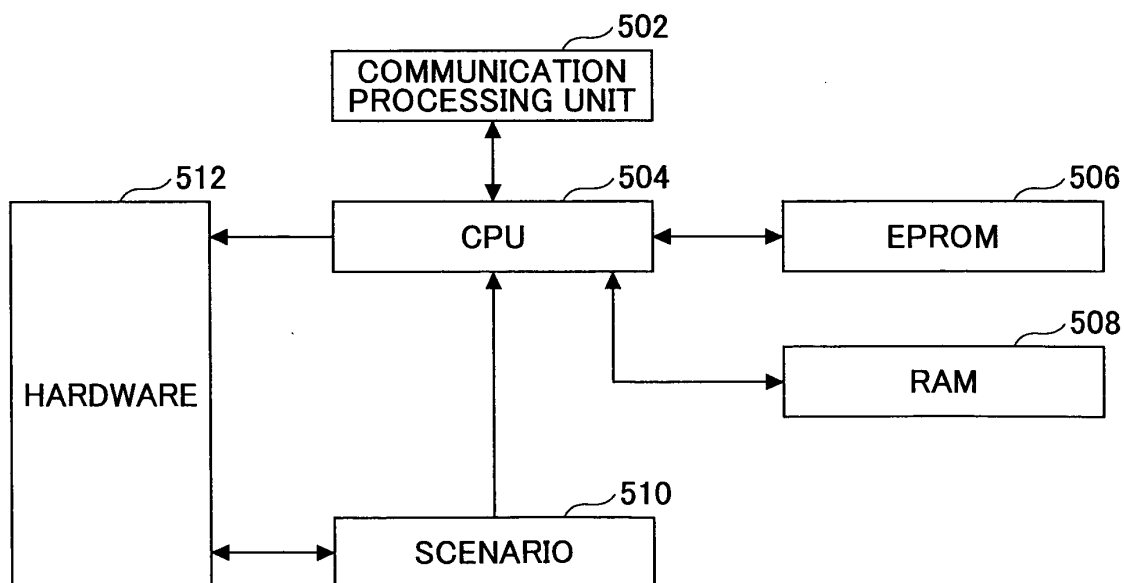 502
COMMUNICATION
PROCESSING UNIT
512
504
506
CPU
EPROM
508
HARDWARE
RAM
510
SCENARIO